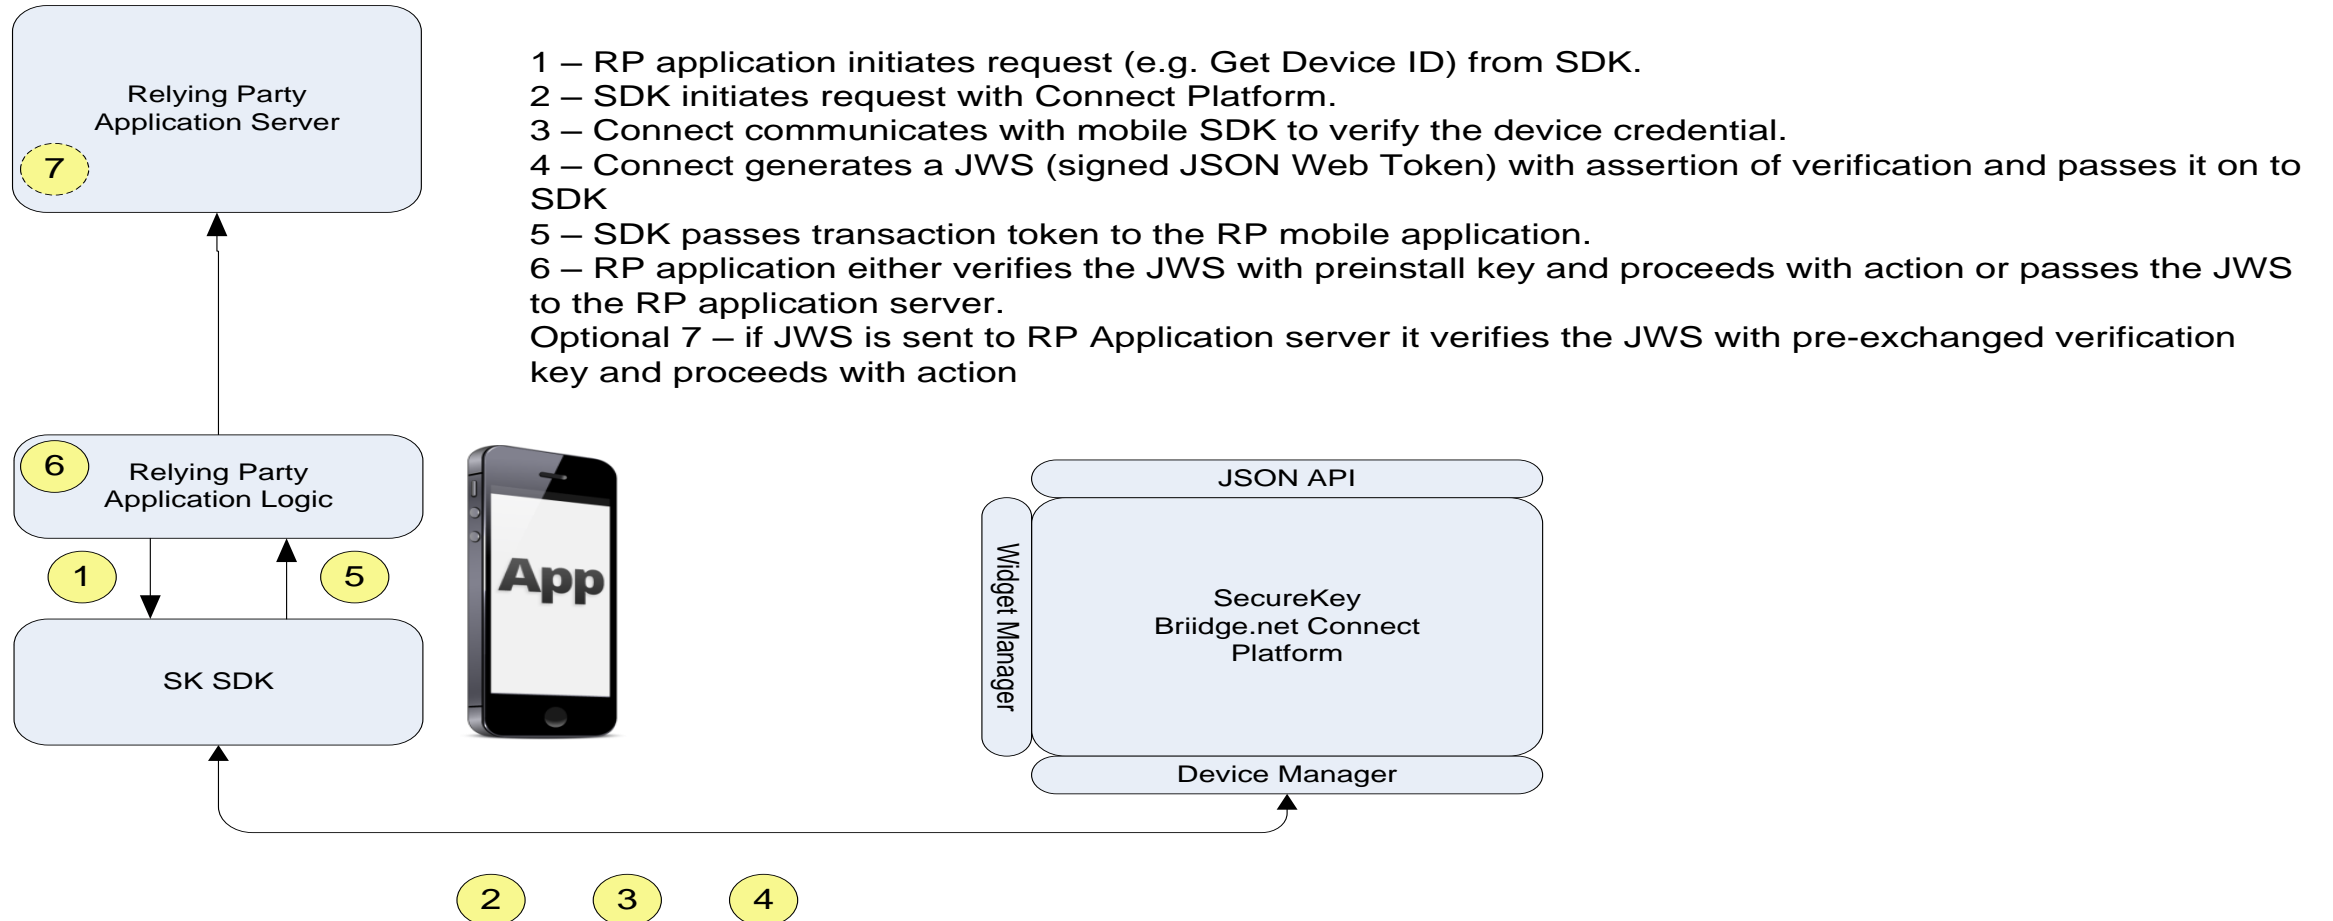 Relying Party
Application Server
7
1 – RP application initiates request (e.g. Get Device ID) from SDK.
2 – SDK initiates request with Connect Platform.
3 – Connect communicates with mobile SDK to verify the device credential.
4 – Connect generates a JWS (signed JSON Web Token) with assertion of verification and passes it on to
SDK
5 – SDK passes transaction token to the RP mobile application.
6 – RP application either verifies the JWS with preinstall key and proceeds with action or passes the JWS
to the RP application server.
Optional 7 – if JWS is sent to RP Application server it verifies the JWS with pre-exchanged verification
key and proceeds with action
6
Relying Party
Application Logic
1
5
SK SDK
App
JSON API
Widget Manager
SecureKey
Briidge.net Connect
Platform
Device Manager
2
3
4